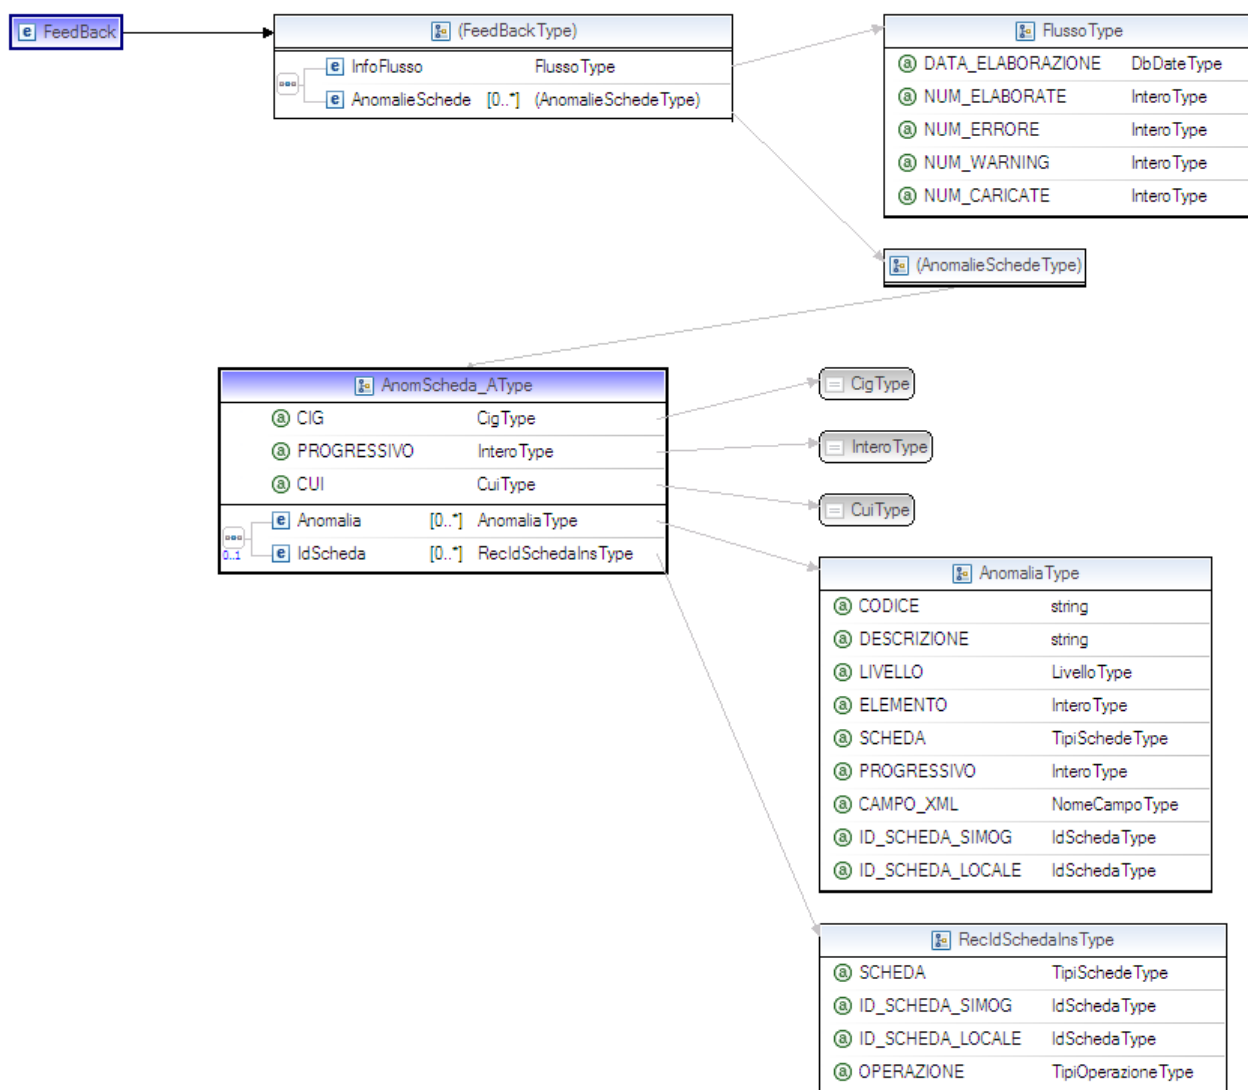 e FeedBack
(FeedBackType)
e InfoFlusso FlussoType
e AnomalieSchede [0..*] (AnomalieSchedeType)
FlussoType
a DATA_ELABORAZIONE DbDateType
a NUM_ELABORATE InteroType
a NUM_ERRORE InteroType
a NUM_WARNING InteroType
a NUM_CARICATE InteroType
(AnomalieSchedeType)
AnomScheda_AType
a CIG CigType
a PROGRESSIVO InteroType
a CUI CuiType
e Anomalia [0..*] AnomaliaType
0..1
e IdScheda [0..*] RecIdSchedaInsType
CigType
InteroType
CuiType
AnomaliaType
a CODICE string
a DESCRIZIONE string
a LIVELLO LivelloType
a ELEMENTO InteroType
a SCHEDA TipiSchedeType
a PROGRESSIVO InteroType
a CAMPO_XML NomeCampoType
a ID_SCHEDA_SIMOG IdSchedaType
a ID_SCHEDA_LOCALE IdSchedaType
RecIdSchedaInsType
a SCHEDA TipiSchedeType
a ID_SCHEDA_SIMOG IdSchedaType
a ID_SCHEDA_LOCALE IdSchedaType
a OPERAZIONE TipiOperazioneType